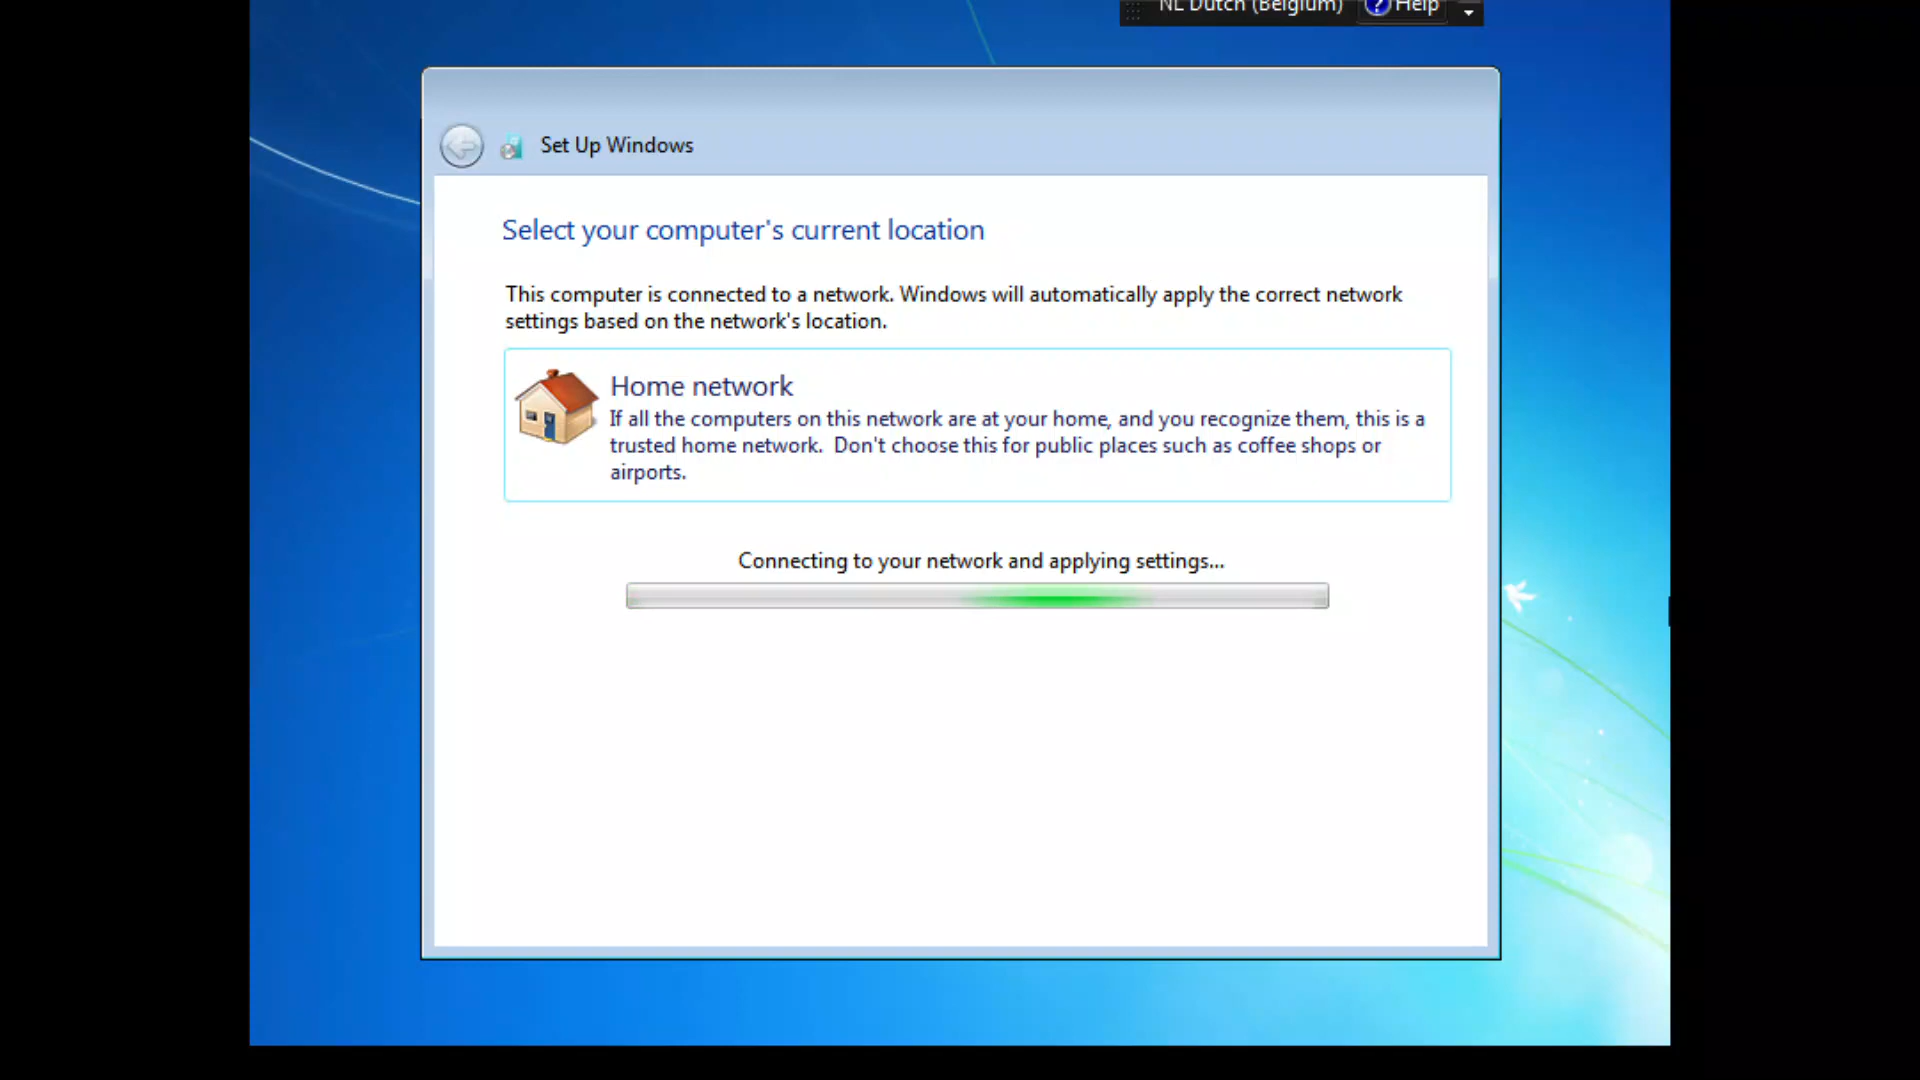 NL Dutch (Belgium) ? Help
Set Up Windows
Select your computer's current location
This computer is connected to a network. Windows will automatically apply the correct network
settings based on the network's location.
Home network
If all the computers on this network are at your home, and you recognize them, this is a
trusted home network. Don't choose this for public places such as coffee shops or
airports.
Connecting to your network and applying settings...